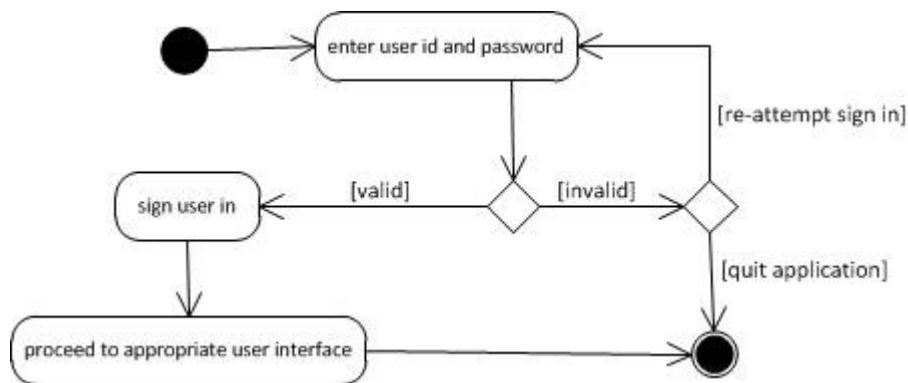 enter user id and password
[re-attempt sign in]
[valid]
[invalid]
sign user in
[quit application]
proceed to appropriate user interface